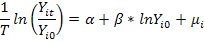 1/T ln(Y_it/Y_i0) = α + β * lnY_i0 + μ_i